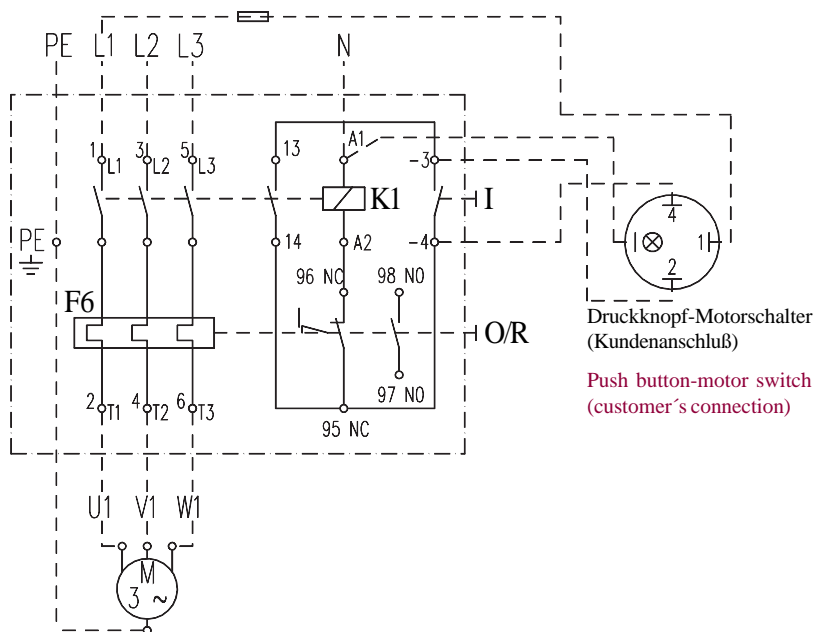 PE L1 L2 L3 N
1 L1 3 L2 5 L3 13 A1 -3
K1 I
4
1
2
PE 14 A2 -4
96 NC 98 NO
F6 O/R
Druckknopf-Motorschalter
(Kundenanschluß)
Push button-motor switch
(customer´s connection)
97 NO
2 T1 4 T2 6 T3
95 NC
U1 V1 W1
M
3 ~